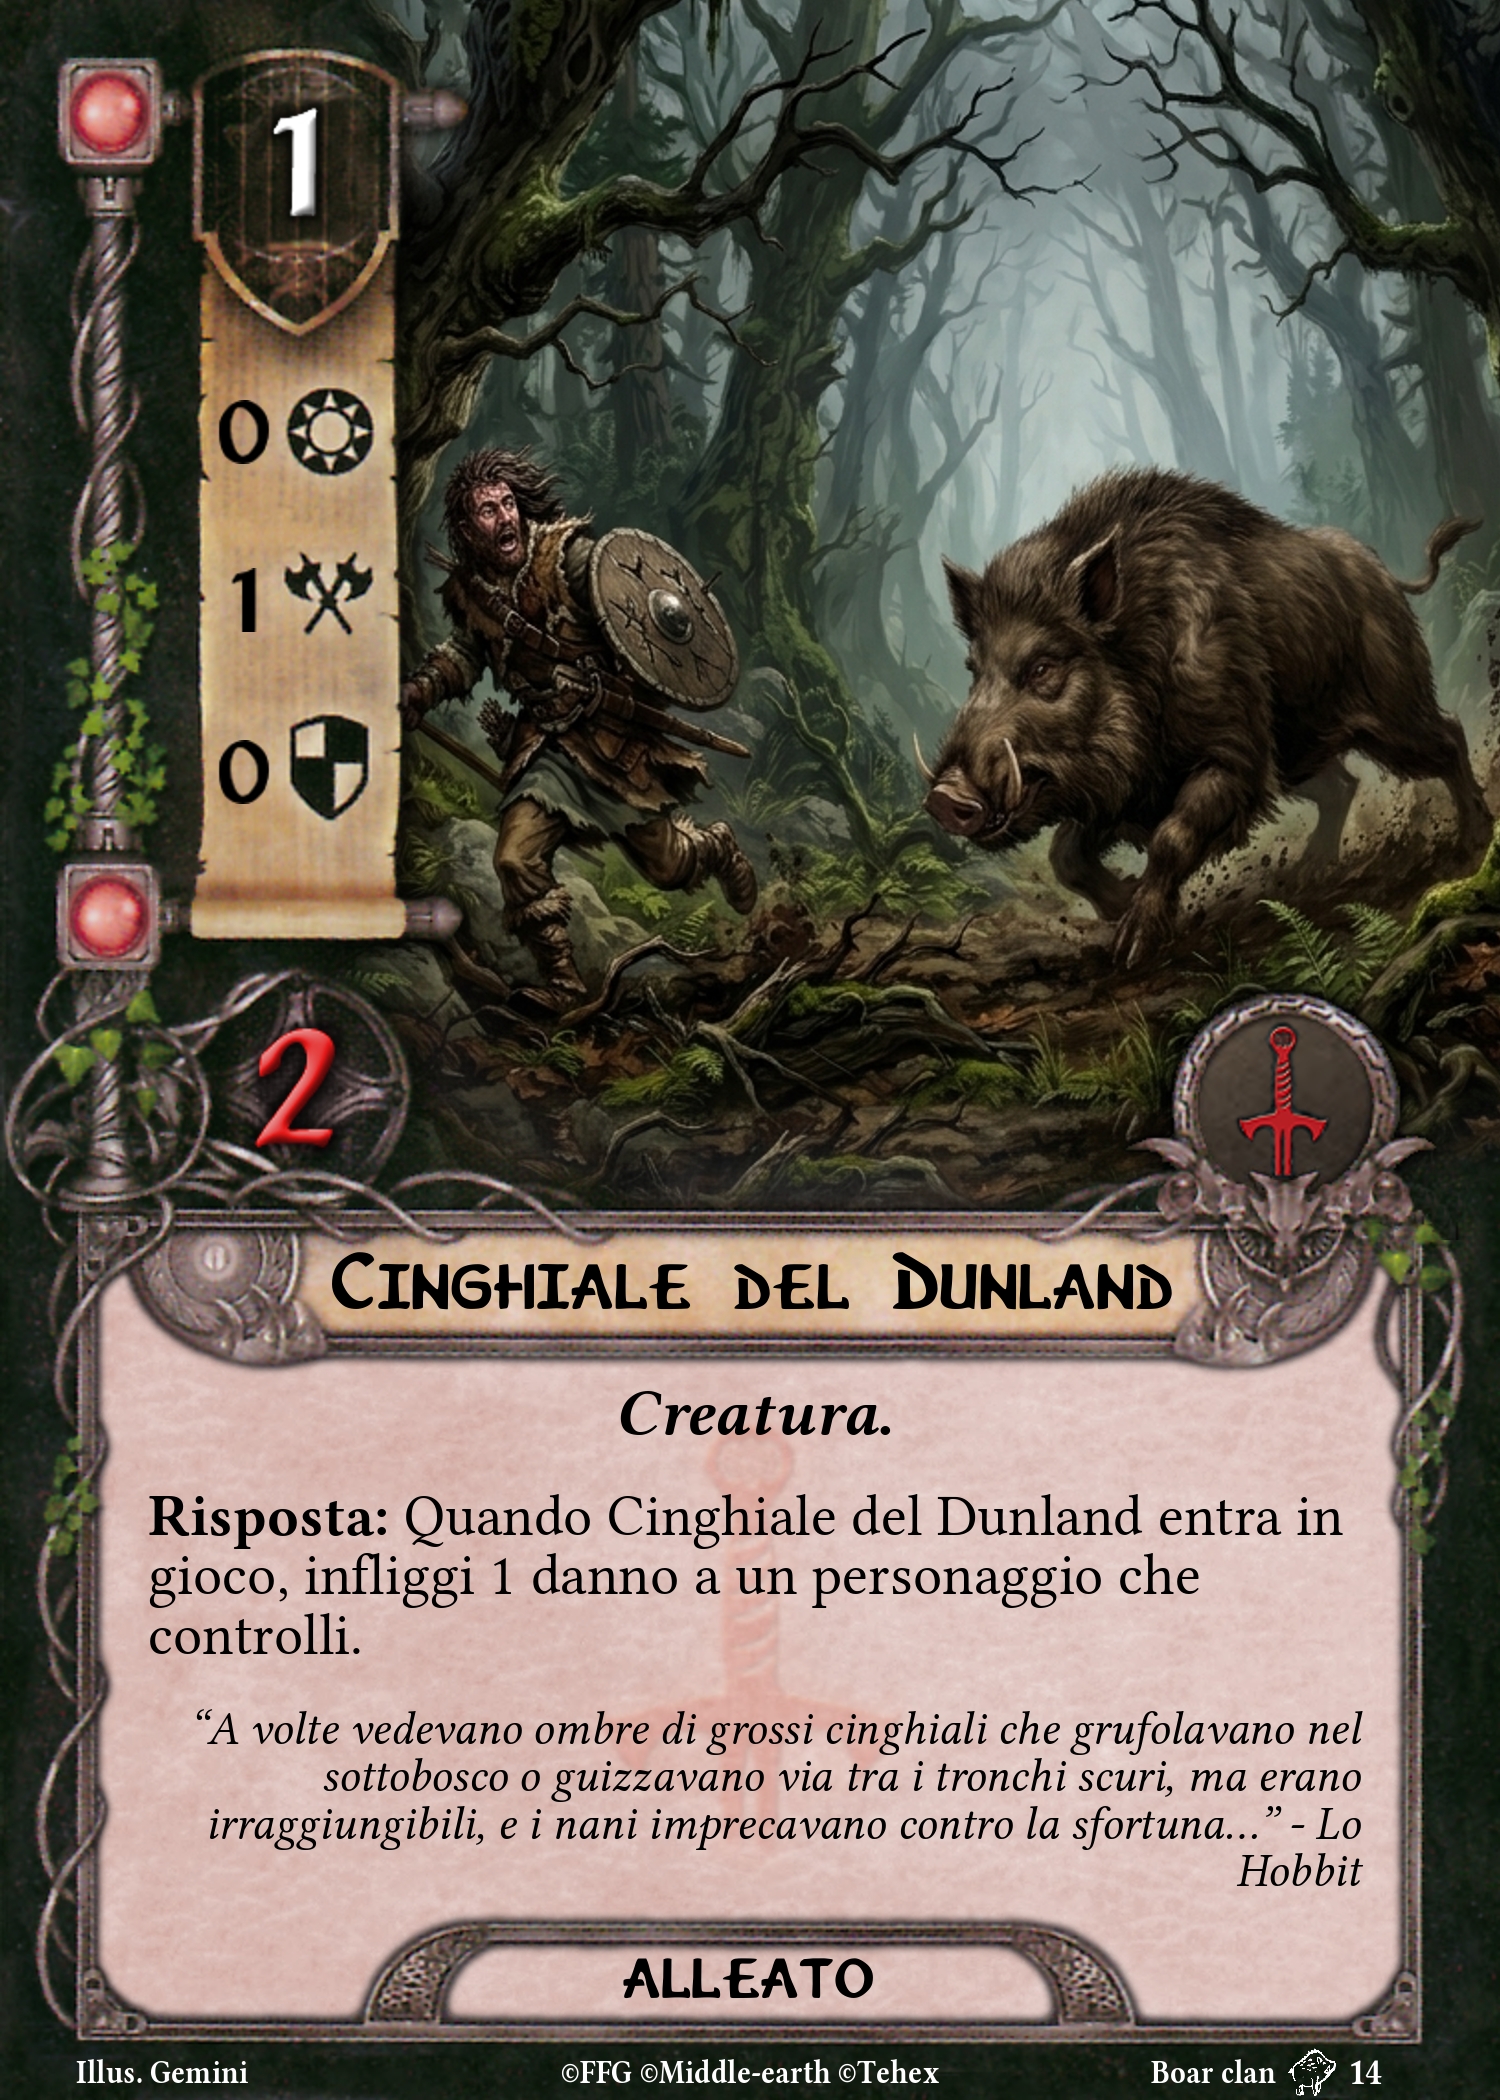 1
0
1
0
2
Cinghiale del Dunland
Creatura.
Risposta: Quando Cinghiale del Dunland entra in
gioco, infliggi 1 danno a un personaggio che
controlli.
“A volte vedevano ombre di grossi cinghiali che grufolavano nel
sottobosco o guizzavano via tra i tronchi scuri, ma erano
irraggiungibili, e i nani imprecavano contro la sfortuna...” - Lo
Hobbit
ALLEATO
Illus. Gemini ©FFG ©Middle-earth ©Tehex Boar clan 14